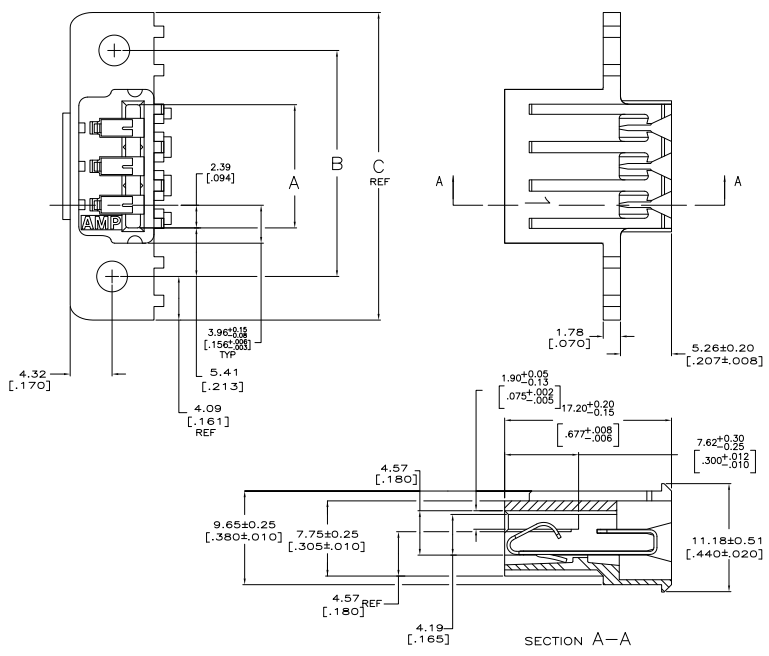 2.39
[.094]
A
B
C
REF
AMP
3.96 +0.15 -0.08
[.156 +.006 -.003]
TYP
5.41
[.213]
4.32
[.170]
4.09
[.161]
REF
A
A
1.78
[.070]
5.26±0.20
[.207±.008]
1.90 +0.05 -0.13
[.075 +.002 -.005]
17.20 +0.20 -0.15
[.677 +.008 -.006]
7.62 +0.30 -0.25
[.300 +.012 -.010]
4.57
[.180]
9.65±0.25
[.380±.010]
7.75±0.25
[.305±.010]
11.18±0.51
[.440±.020]
4.57
[.180]
REF
4.19
[.165]
SECTION A-A